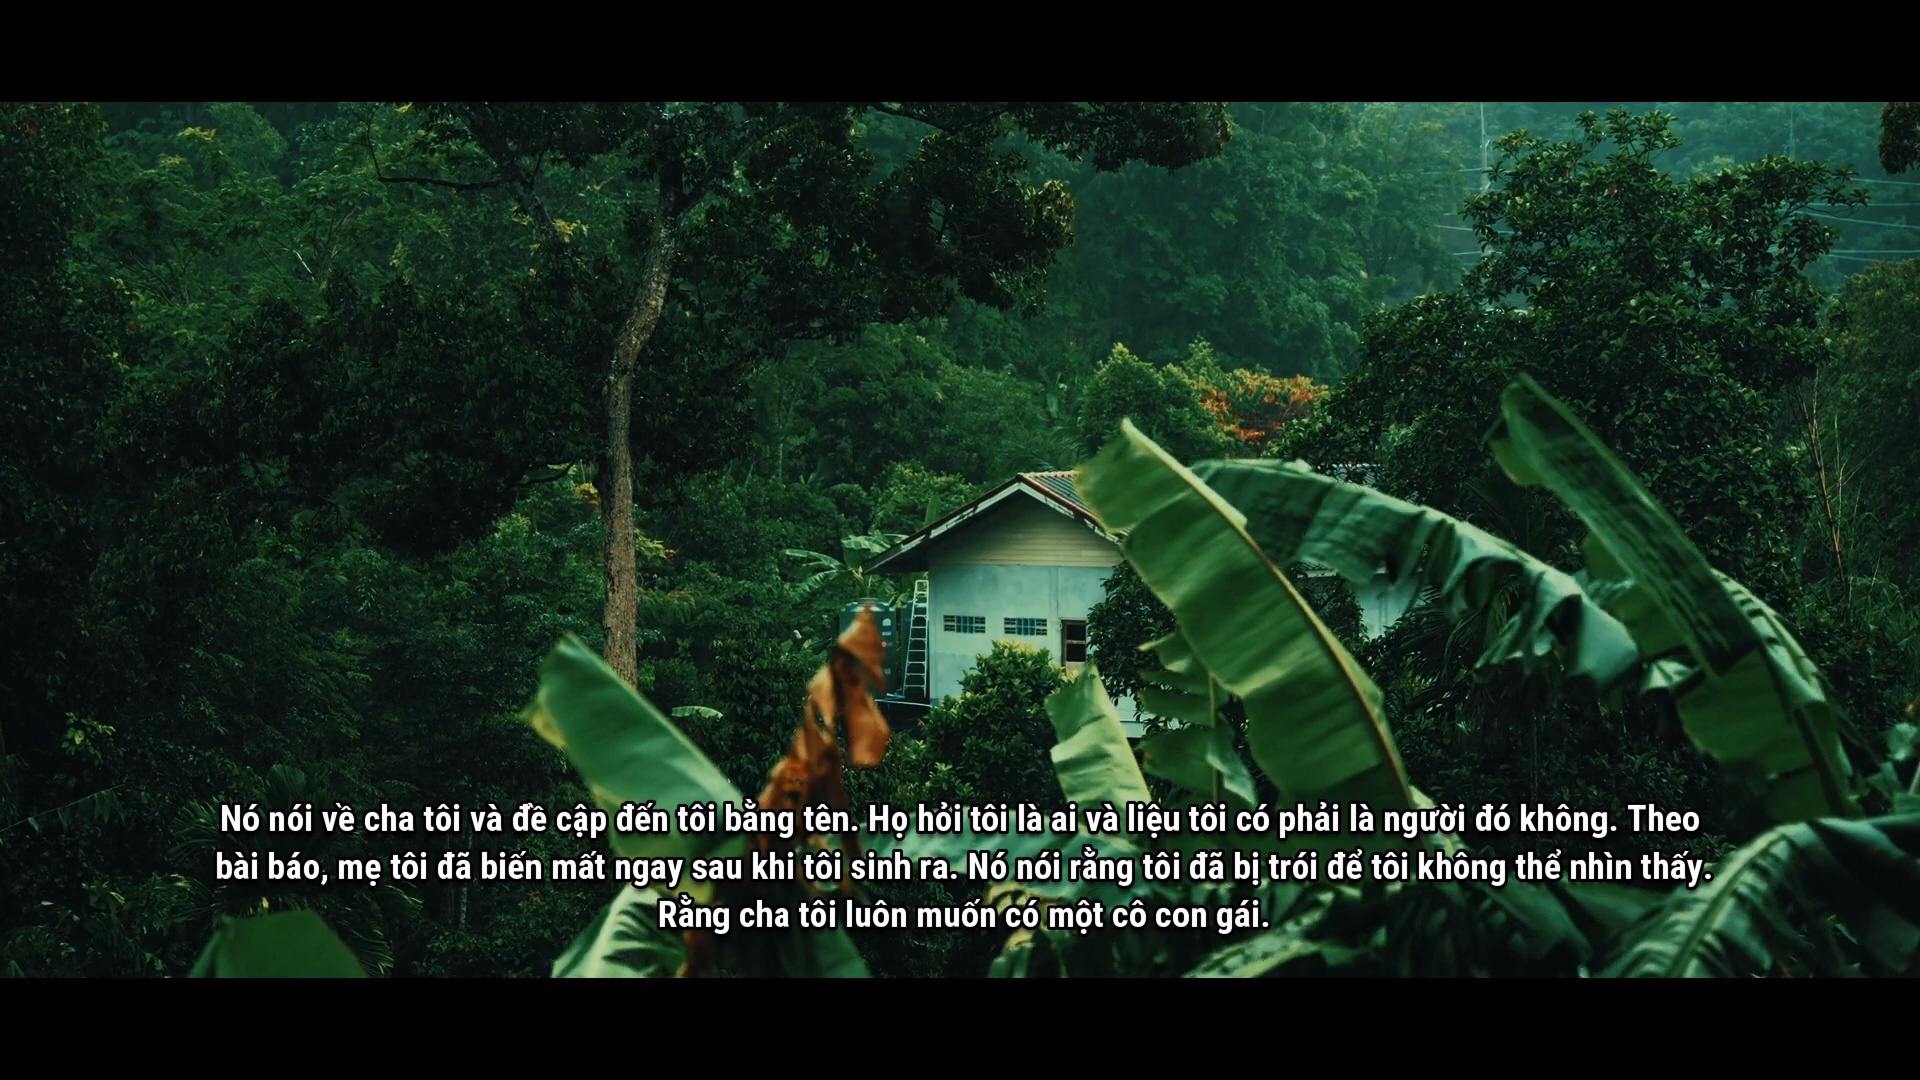 Nó nói về cha tôi và đề cập đến tôi bằng tên. Họ hỏi tôi là ai và liệu tôi có phải là người đó không. Theo
bài báo, mẹ tôi đã biến mất ngay sau khi tôi sinh ra. Nó nói rằng tôi đã bị trói để tôi không thể nhìn thấy.
Rằng cha tôi luôn muốn có một cô con gái.